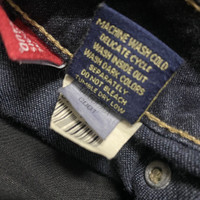 MACHINE WASH COLD
DELICATE CYCLE
WASH INSIDE OUT
WASH DARK COLORS
SEPARATELY
DO NOT BLEACH
TUMBLE DRY LOW